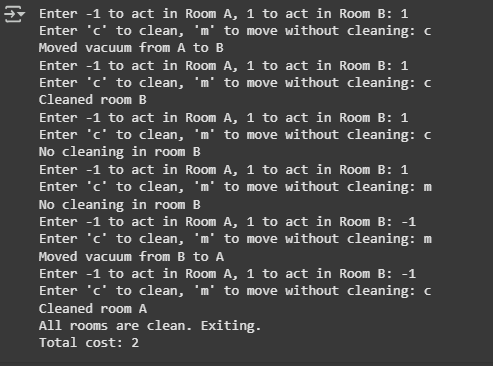 Enter -1 to act in Room A, 1 to act in Room B: 1
Enter 'c' to clean, 'm' to move without cleaning: c
Moved vacuum from A to B
Enter -1 to act in Room A, 1 to act in Room B: 1
Enter 'c' to clean, 'm' to move without cleaning: c
Cleaned room B
Enter -1 to act in Room A, 1 to act in Room B: 1
Enter 'c' to clean, 'm' to move without cleaning: c
No cleaning in room B
Enter -1 to act in Room A, 1 to act in Room B: 1
Enter 'c' to clean, 'm' to move without cleaning: m
No cleaning in room B
Enter -1 to act in Room A, 1 to act in Room B: -1
Enter 'c' to clean, 'm' to move without cleaning: m
Moved vacuum from B to A
Enter -1 to act in Room A, 1 to act in Room B: -1
Enter 'c' to clean, 'm' to move without cleaning: c
Cleaned room A
All rooms are clean. Exiting.
Total cost: 2